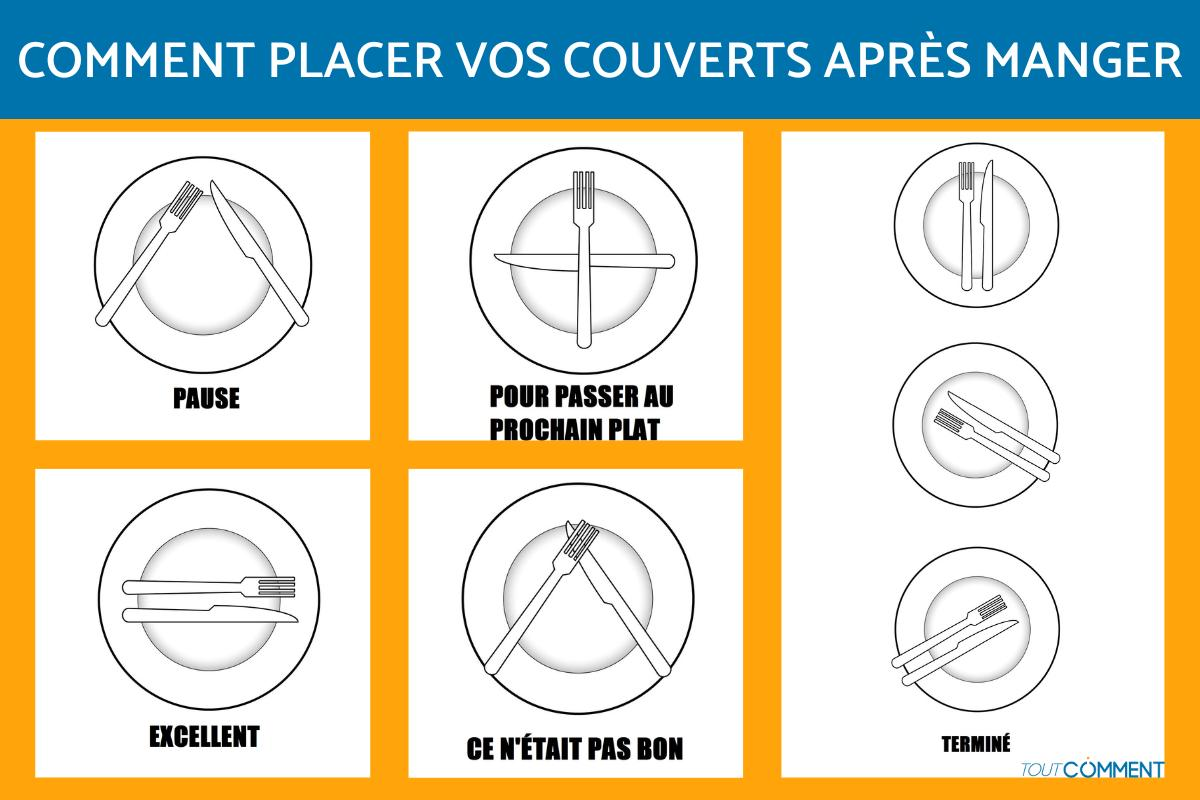 COMMENT PLACER VOS COUVERTS APRÈS MANGER
PAUSE
POUR PASSER AU
PROCHAIN PLAT
EXCELLENT
CE N'ÉTAIT PAS BON
TERMINÉ
TOUTCOMMENT